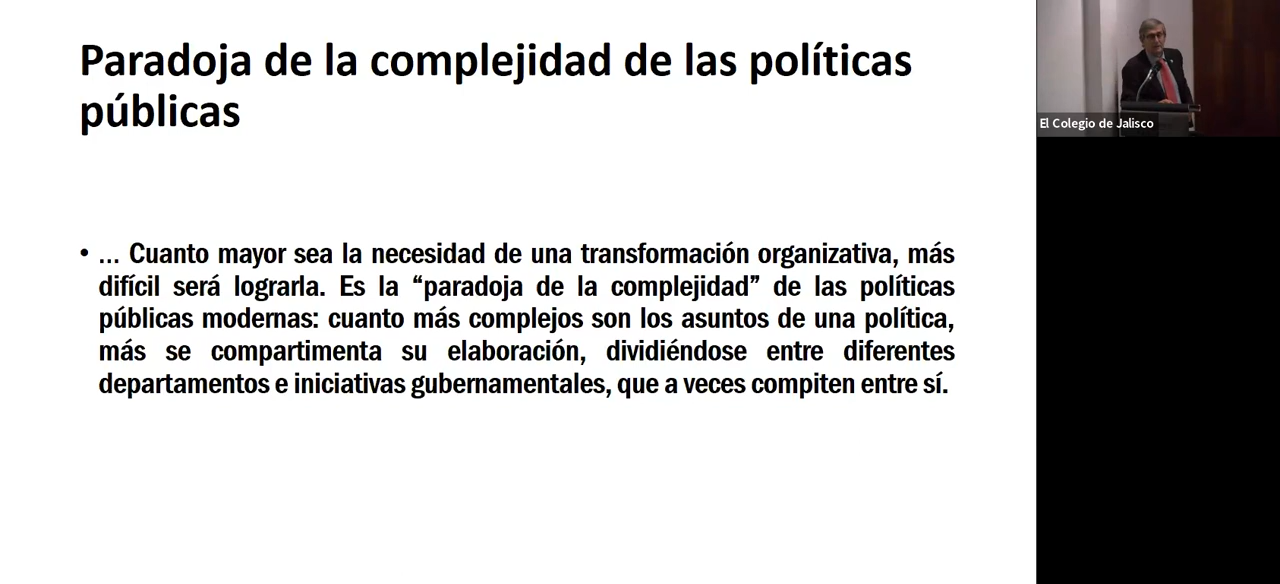 Paradoja de la complejidad de las políticas
públicas
• ... Cuanto mayor sea la necesidad de una transformación organizativa, más
difícil será lograrla. Es la “paradoja de la complejidad” de las políticas
públicas modernas: cuanto más complejos son los asuntos de una política,
más se compartimenta su elaboración, dividiéndose entre diferentes
departamentos e iniciativas gubernamentales, que a veces compiten entre sí.
El Colegio de Jalisco